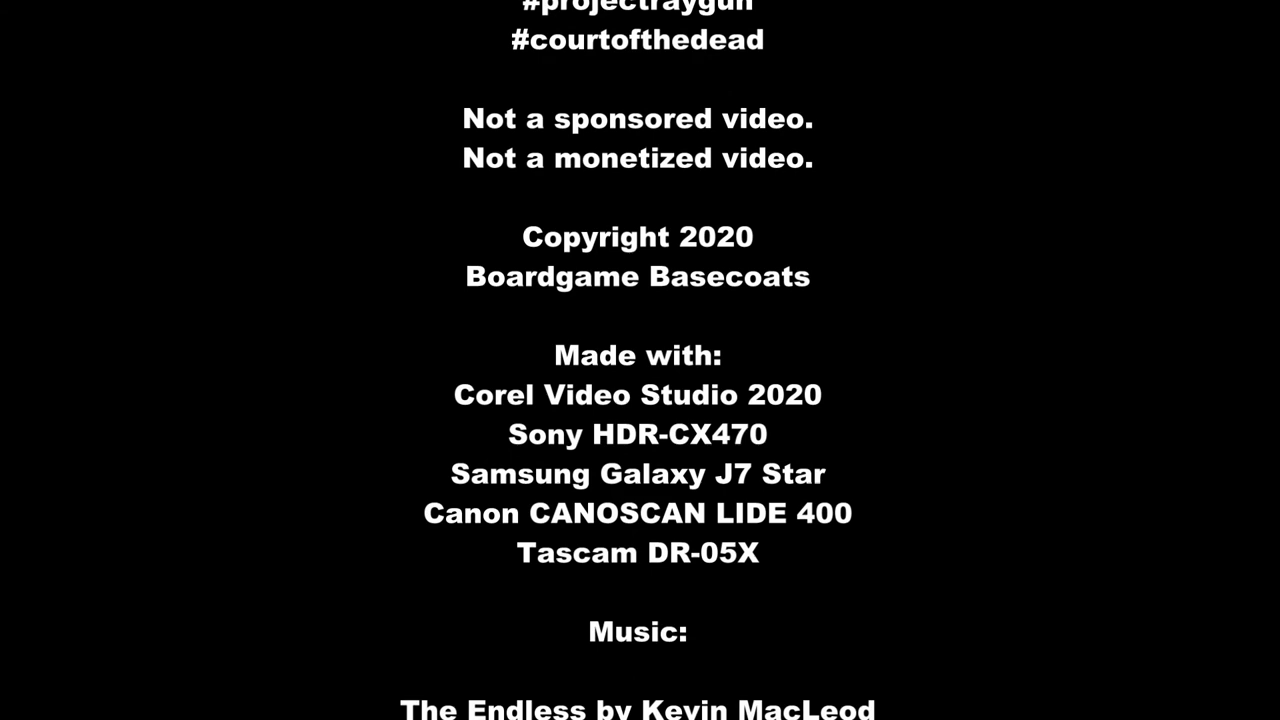 #projectraygun
#courtofthedead
Not a sponsored video.
Not a monetized video.
Copyright 2020
Boardgame Basecoats
Made with:
Corel Video Studio 2020
Sony HDR-CX470
Samsung Galaxy J7 Star
Canon CANOSCAN LIDE 400
Tascam DR-05X
Music:
The Endless by Kevin MacLeod